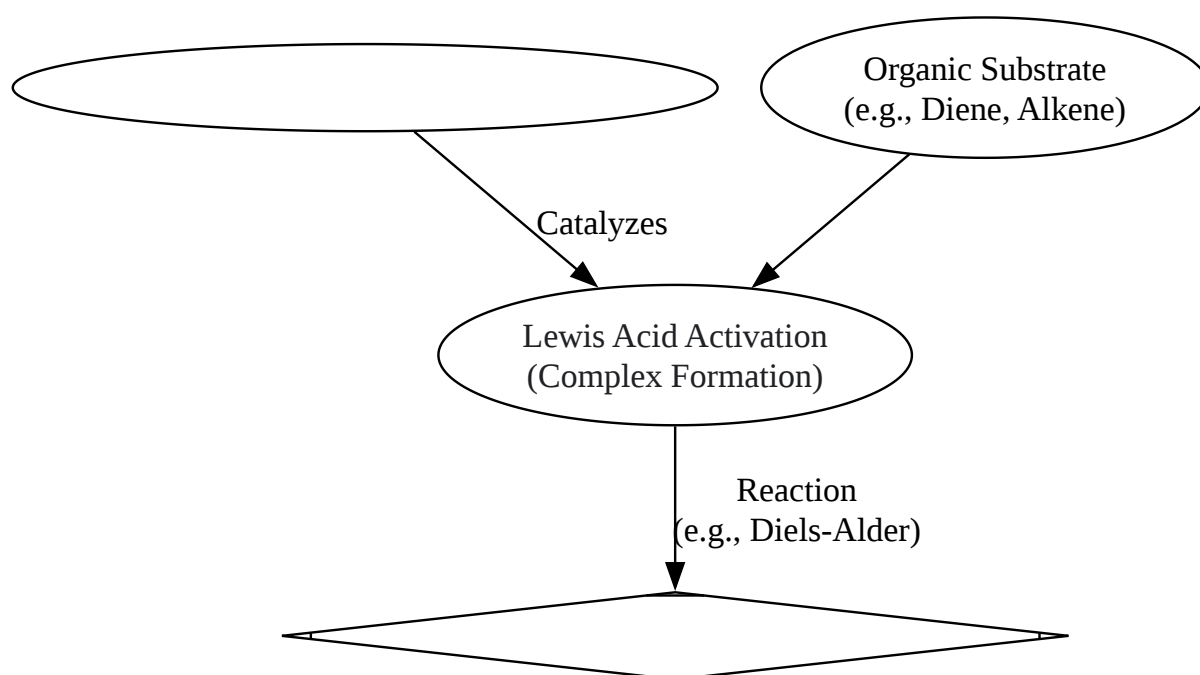 Organic Substrate
(e.g., Diene, Alkene)
Catalyzes
Lewis Acid Activation
(Complex Formation)
Reaction
(e.g., Diels-Alder)